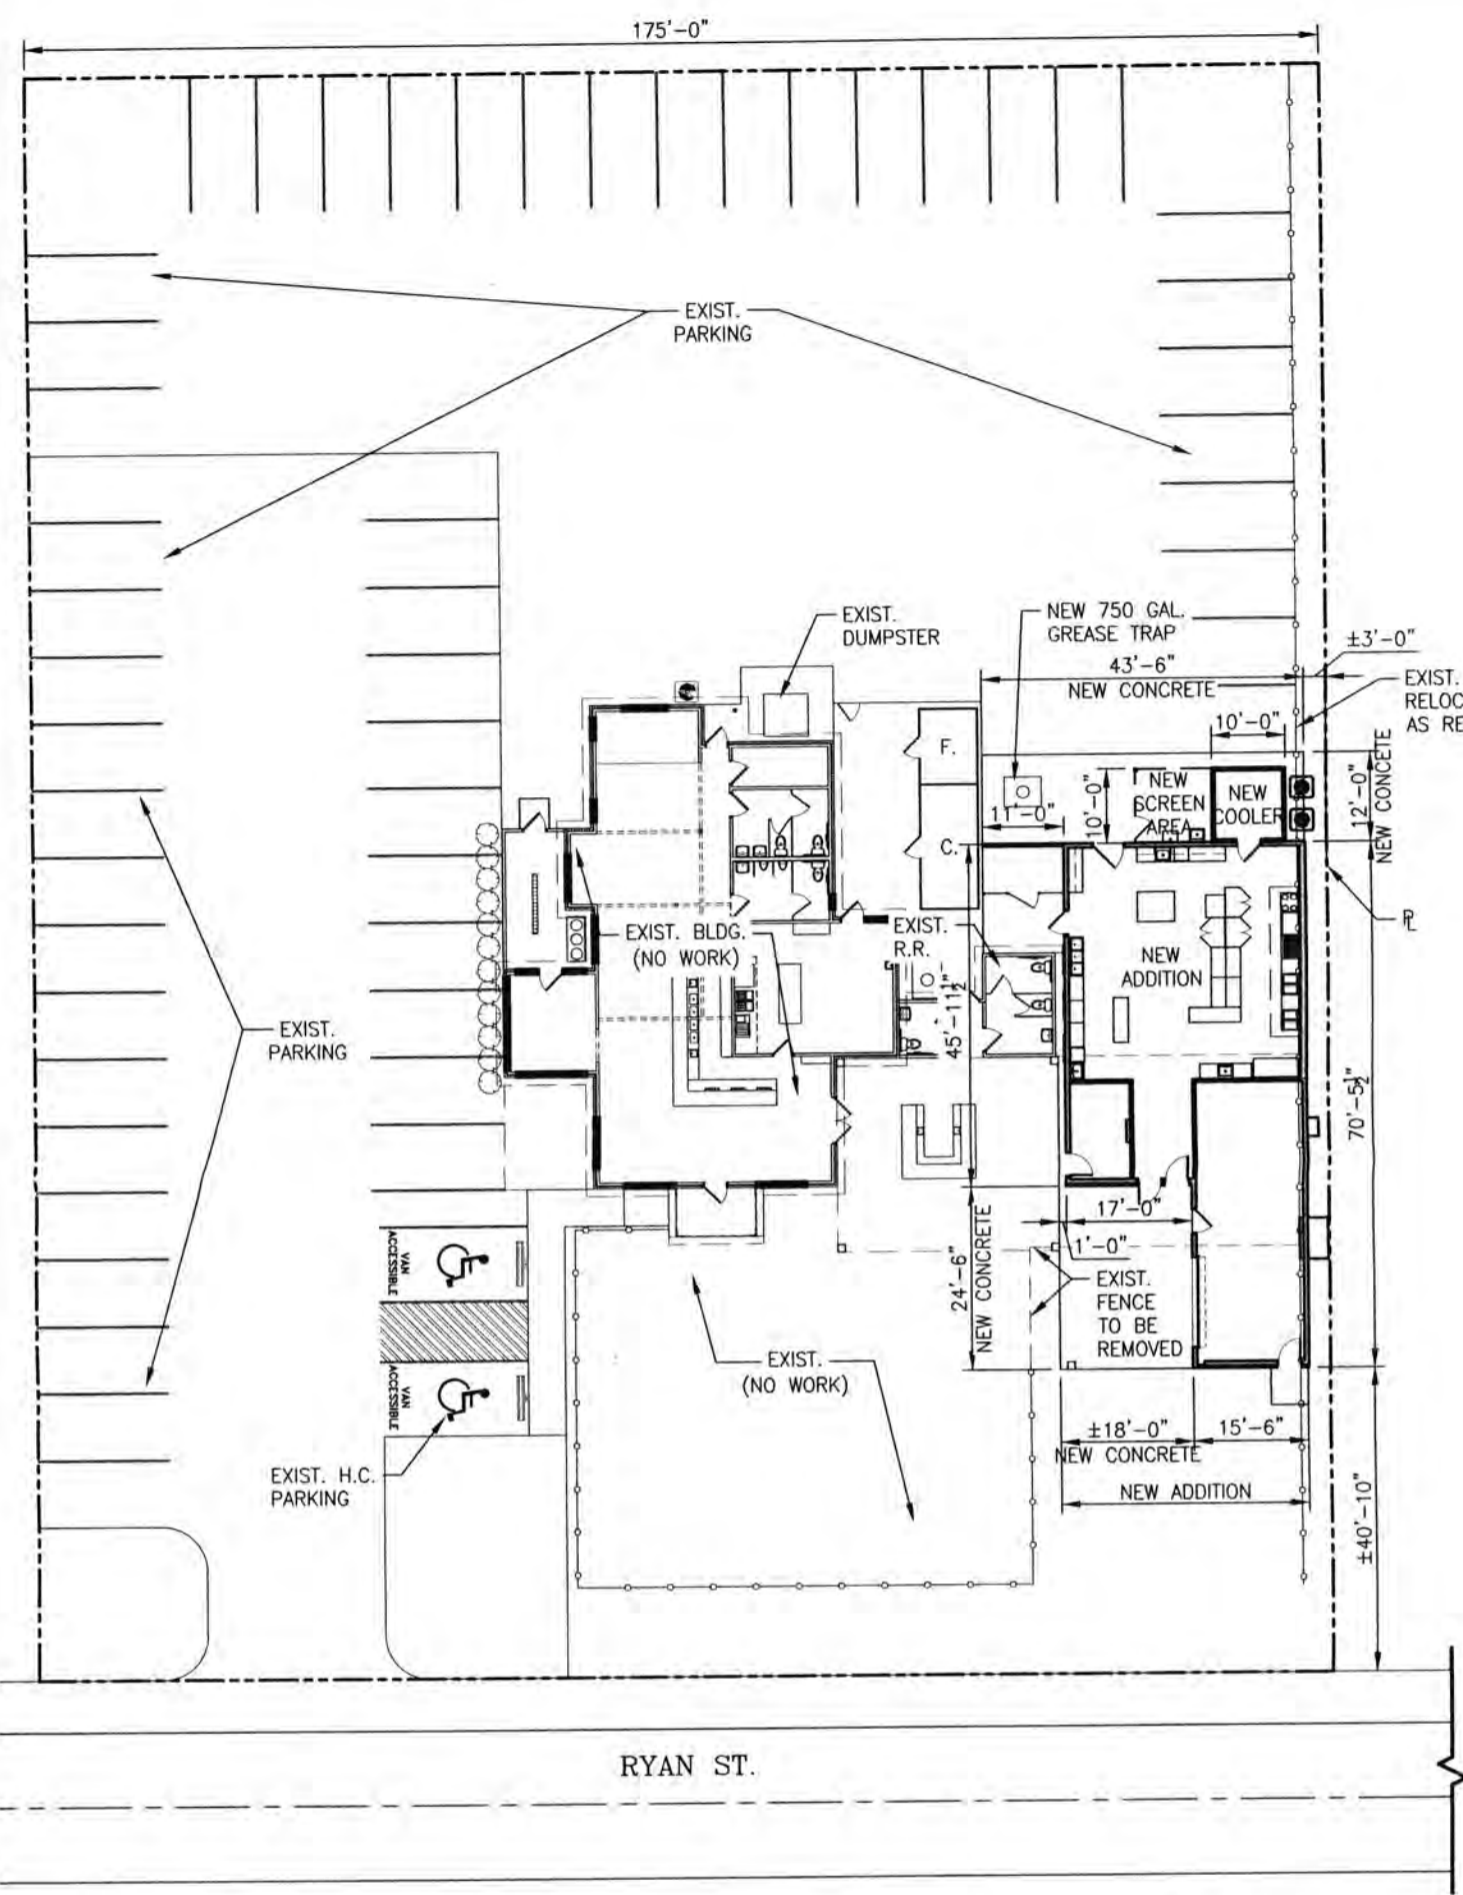 175'-0"
EXIST.
PARKING
EXIST.
DUMPSTER
NEW 750 GAL.
GREASE TRAP
±3'-0"
43'-6"
NEW CONCRETE
EXIST.
RELOC
AS RE
10'-0"
F.
C.
11'-0"
10'-0"
NEW
SCREEN
AREA
NEW
COOLER
12'-0"
NEW CONCETE
EXIST. BLDG.
(NO WORK)
EXIST.
R.R.
NEW
ADDITION
PL
45'-11½"
70'-5½"
EXIST.
PARKING
VAN
ACCESSIBLE
VAN
ACCESSIBLE
17'-0"
1'-0"
24'-6"
NEW CONCRETE
EXIST.
FENCE
TO BE
REMOVED
EXIST.
(NO WORK)
±18'-0"
15'-6"
NEW CONCRETE
NEW ADDITION
EXIST. H.C.
PARKING
±40'-10"
RYAN ST.